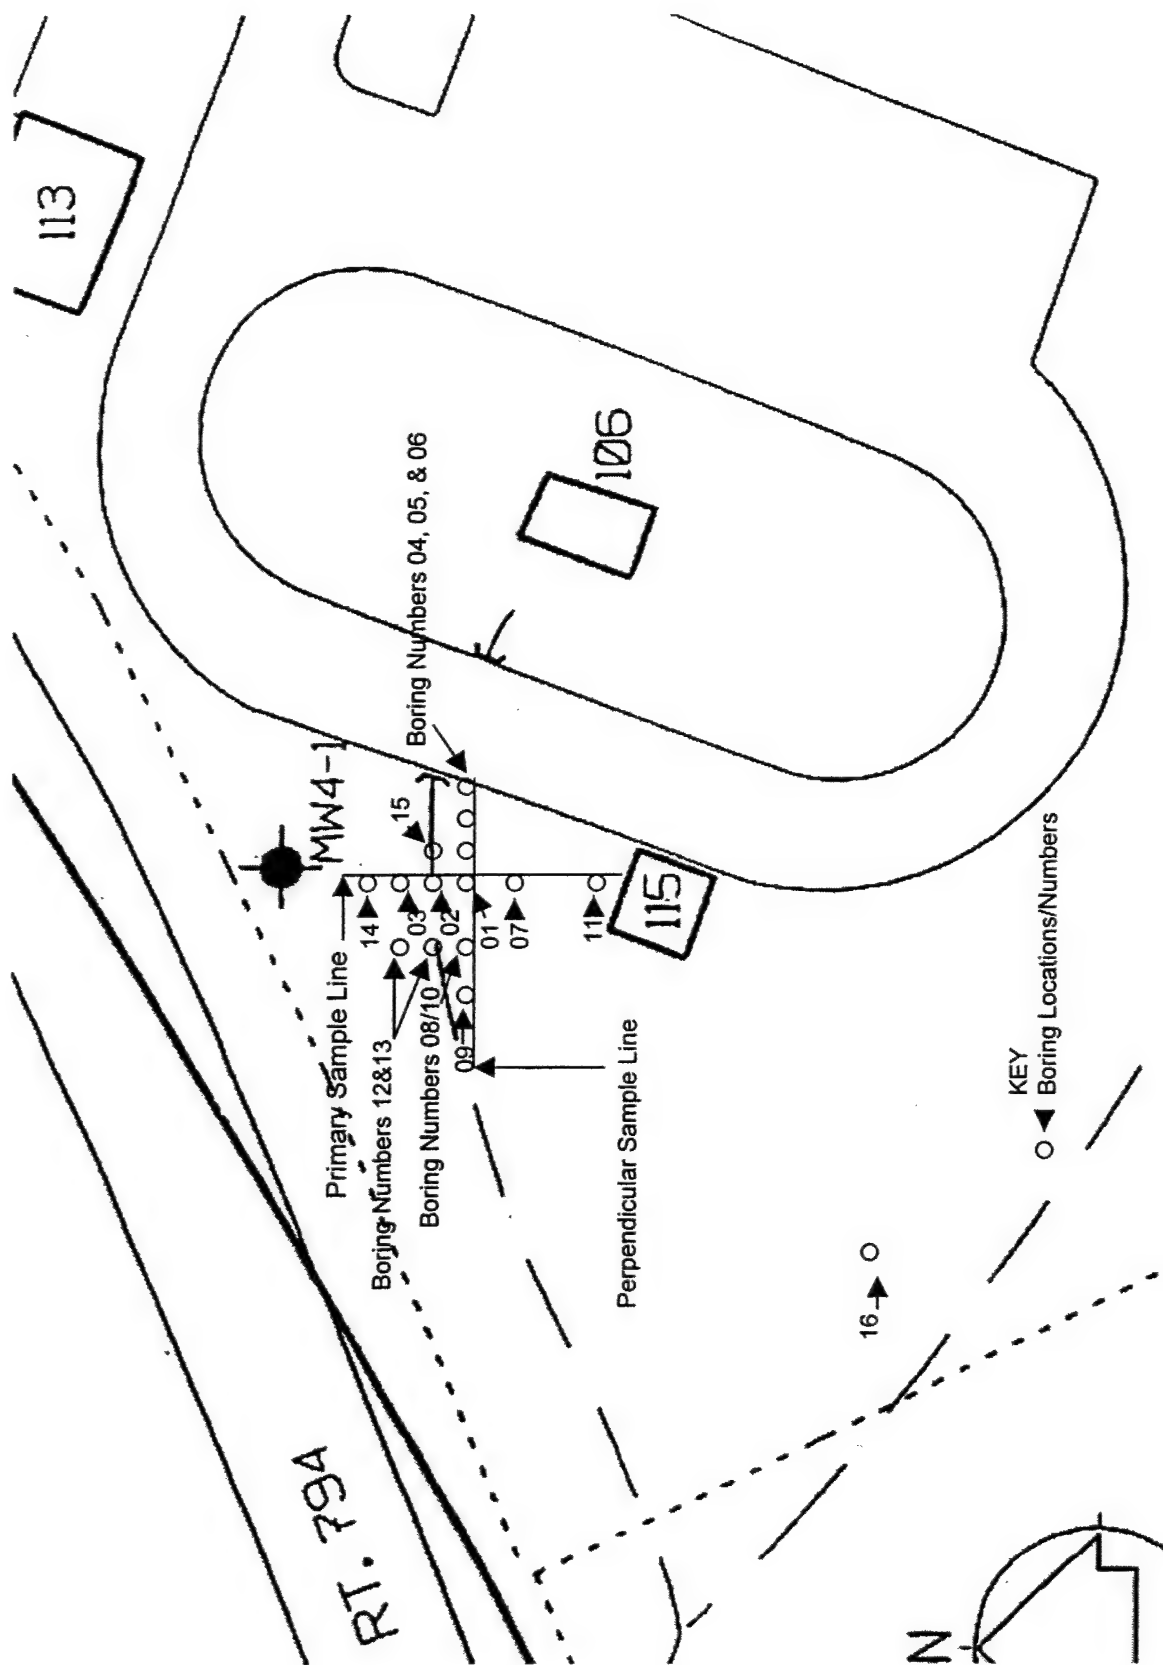 113
106
Boring Numbers 04, 05, & 06
MW4-1
15
14
03
02
01
07
11
115
Primary Sample Line
Boring Numbers 12&13
Boring Numbers 08/10
09
Perpendicular Sample Line
KEY
Boring Locations/Numbers
16
RT. 794
N